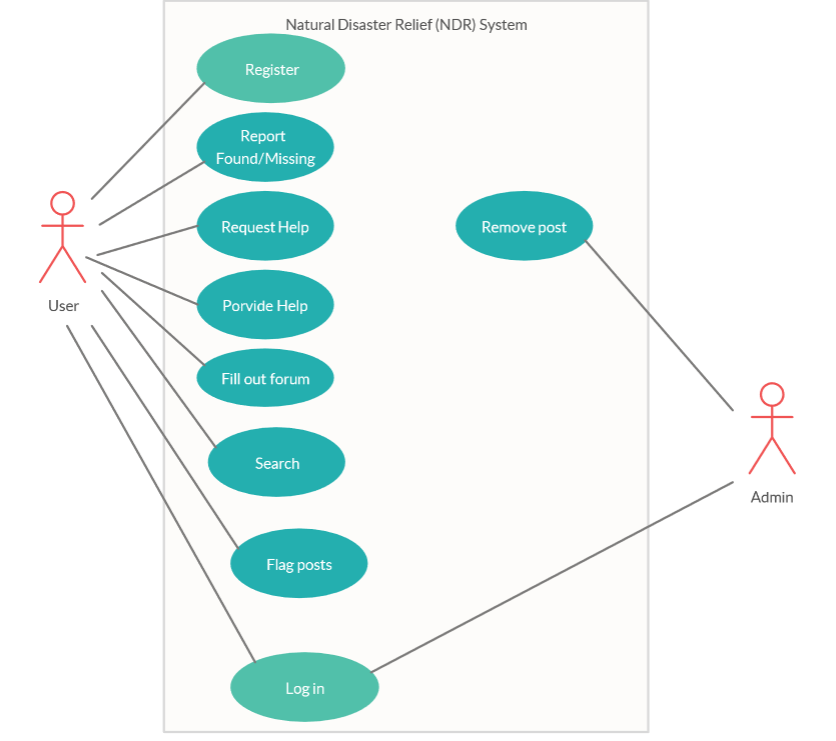 Natural Disaster Relief (NDR) System
Register
Report
Found/Missing
Request Help
Remove post
User
Porvide Help
Fill out forum
Search
Admin
Flag posts
Log in